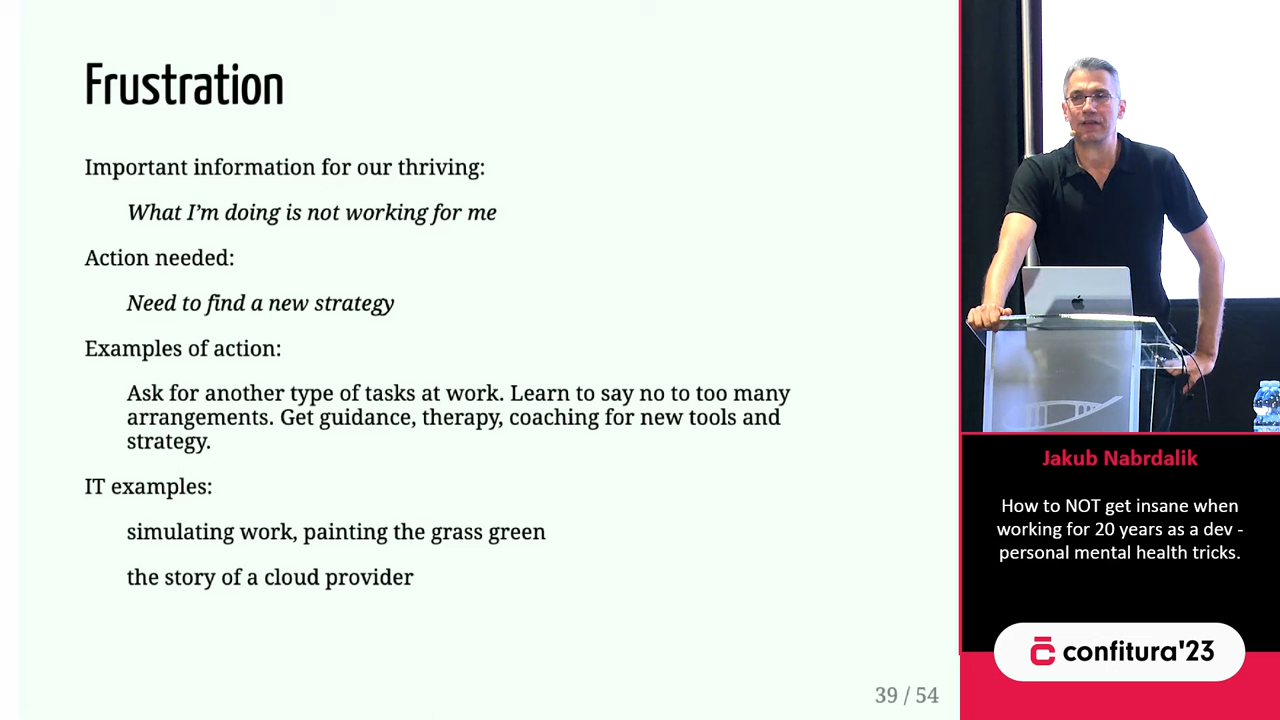 Frustration
Important information for our thriving:
What I'm doing is not working for me
Action needed:
Need to find a new strategy
Examples of action:
Ask for another type of tasks at work. Learn to say no to too many
arrangements. Get guidance, therapy, coaching for new tools and
strategy.
IT examples:
simulating work, painting the grass green
the story of a cloud provider
39 / 54
Jakub Nabrdalik
How to NOT get insane when
working for 20 years as a dev -
personal mental health tricks.
confitura'23